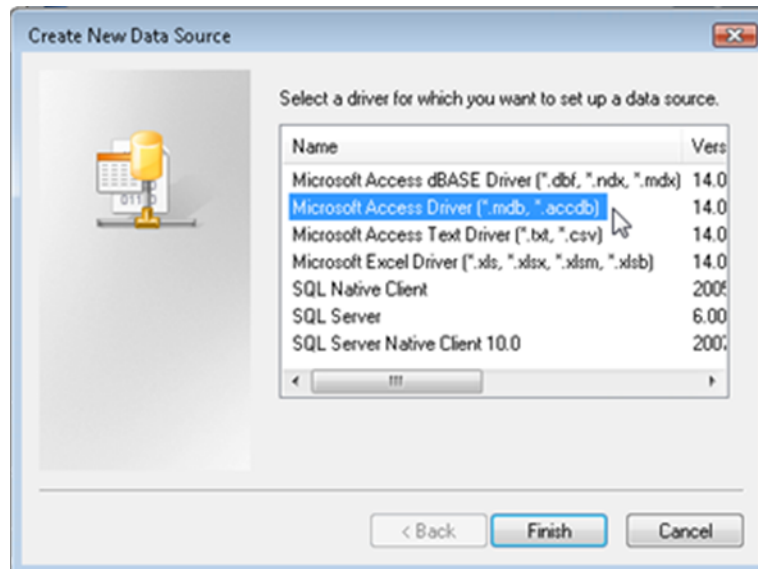 Create New Data Source
Select a driver for which you want to set up a data source.
Name Vers
Microsoft Access dBASE Driver (*.dbf, *.ndx, *.mdx) 14.0
Microsoft Access Driver (*.mdb, *.accdb) 14.0
Microsoft Access Text Driver (*.txt, *.csv) 14.0
Microsoft Excel Driver (*.xls, *.xlsx, *.xlsm, *.xlsb) 14.0
SQL Native Client 2005
SQL Server 6.00
SQL Server Native Client 10.0 2007
< Back Finish Cancel